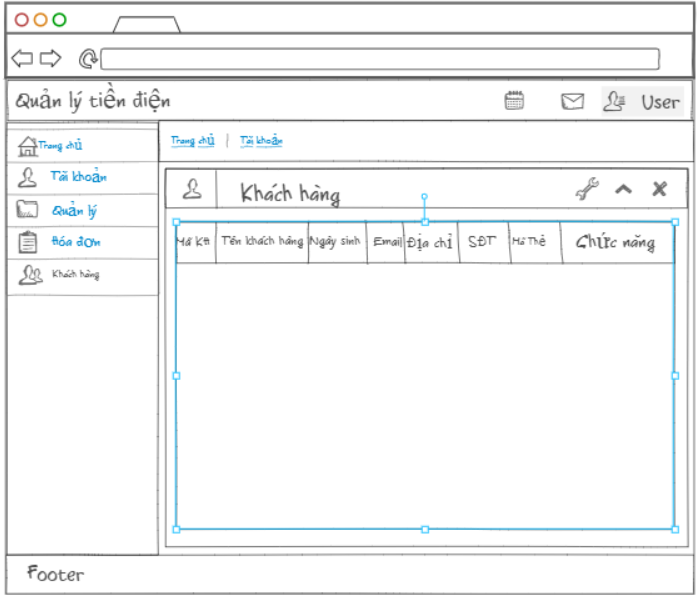 Quản lý tiền điện
User
Trang chủ
Tài khoản
Quản lý
Hóa đơn
Khách hàng
Trang chủ | Tài khoản
Khách hàng
Mã KH Tên khách hàng Ngày sinh Email Địa chỉ SĐT Mã Thẻ Chức năng
Footer